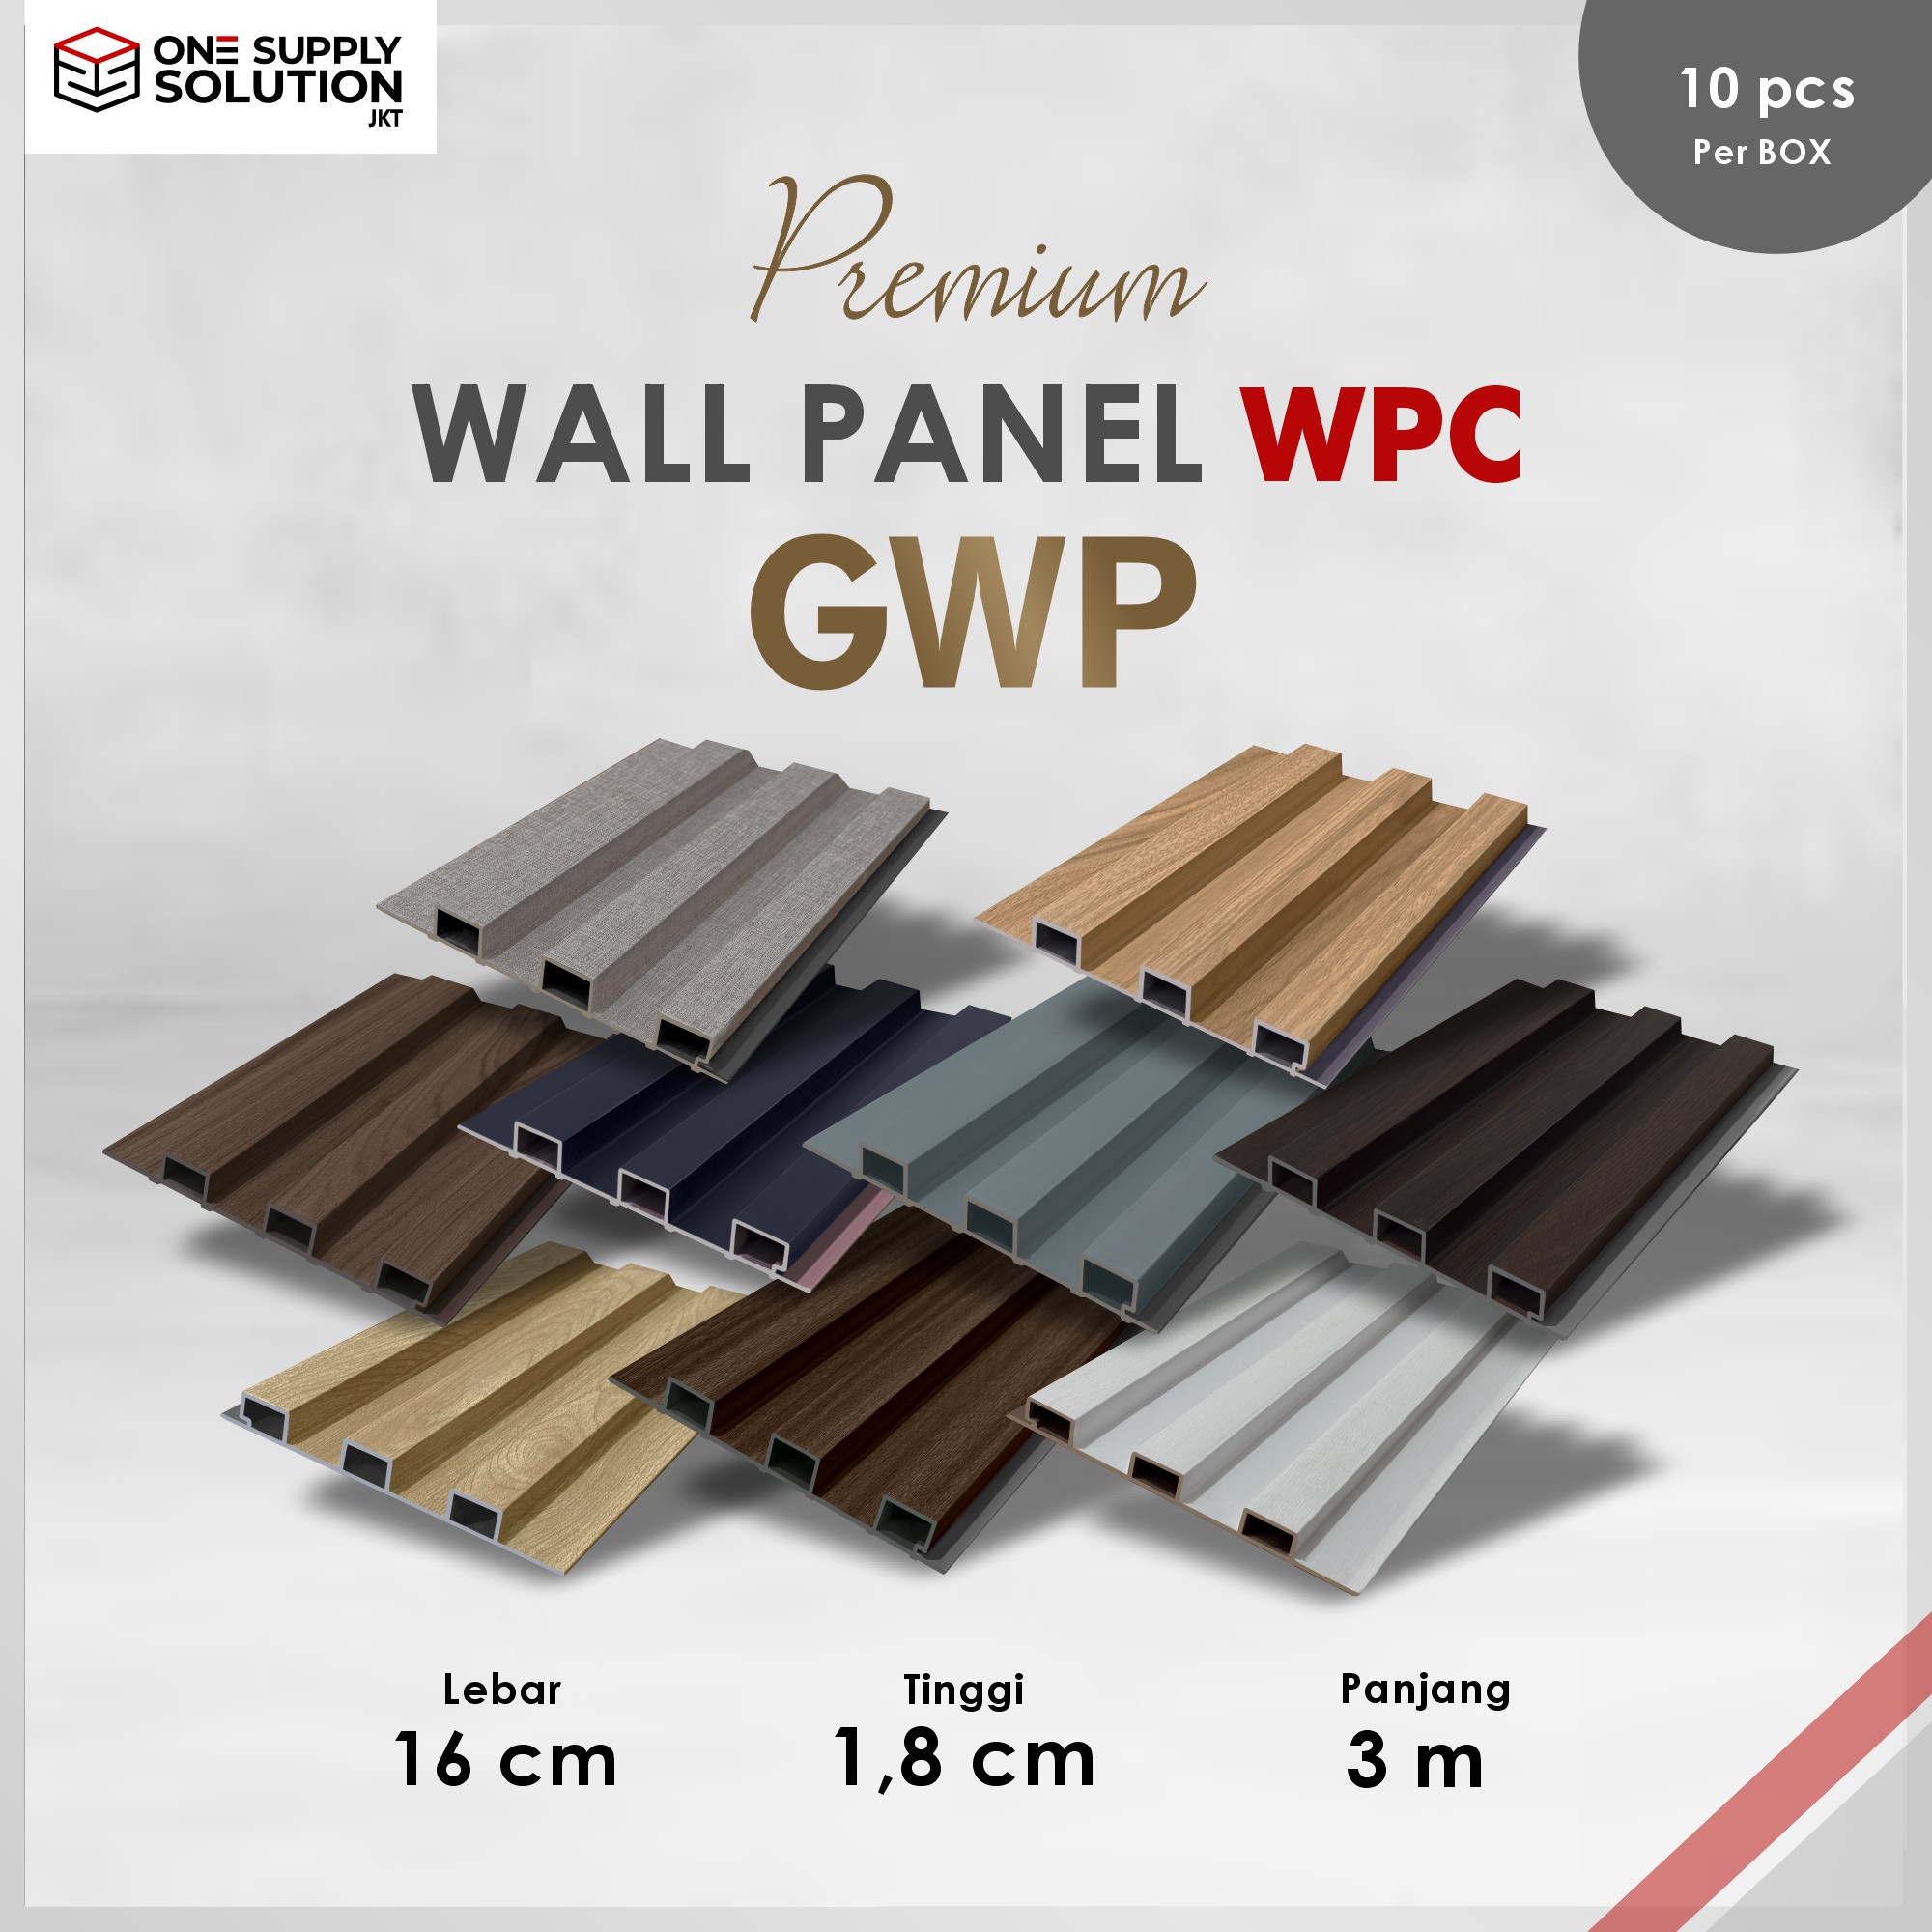 ONE SUPPLY
SOLUTION
JKT
10 pcs
Per BOX
Premium
WALL PANEL WPC
GWP
Lebar
16 cm
Tinggi
1,8 cm
Panjang
3 m